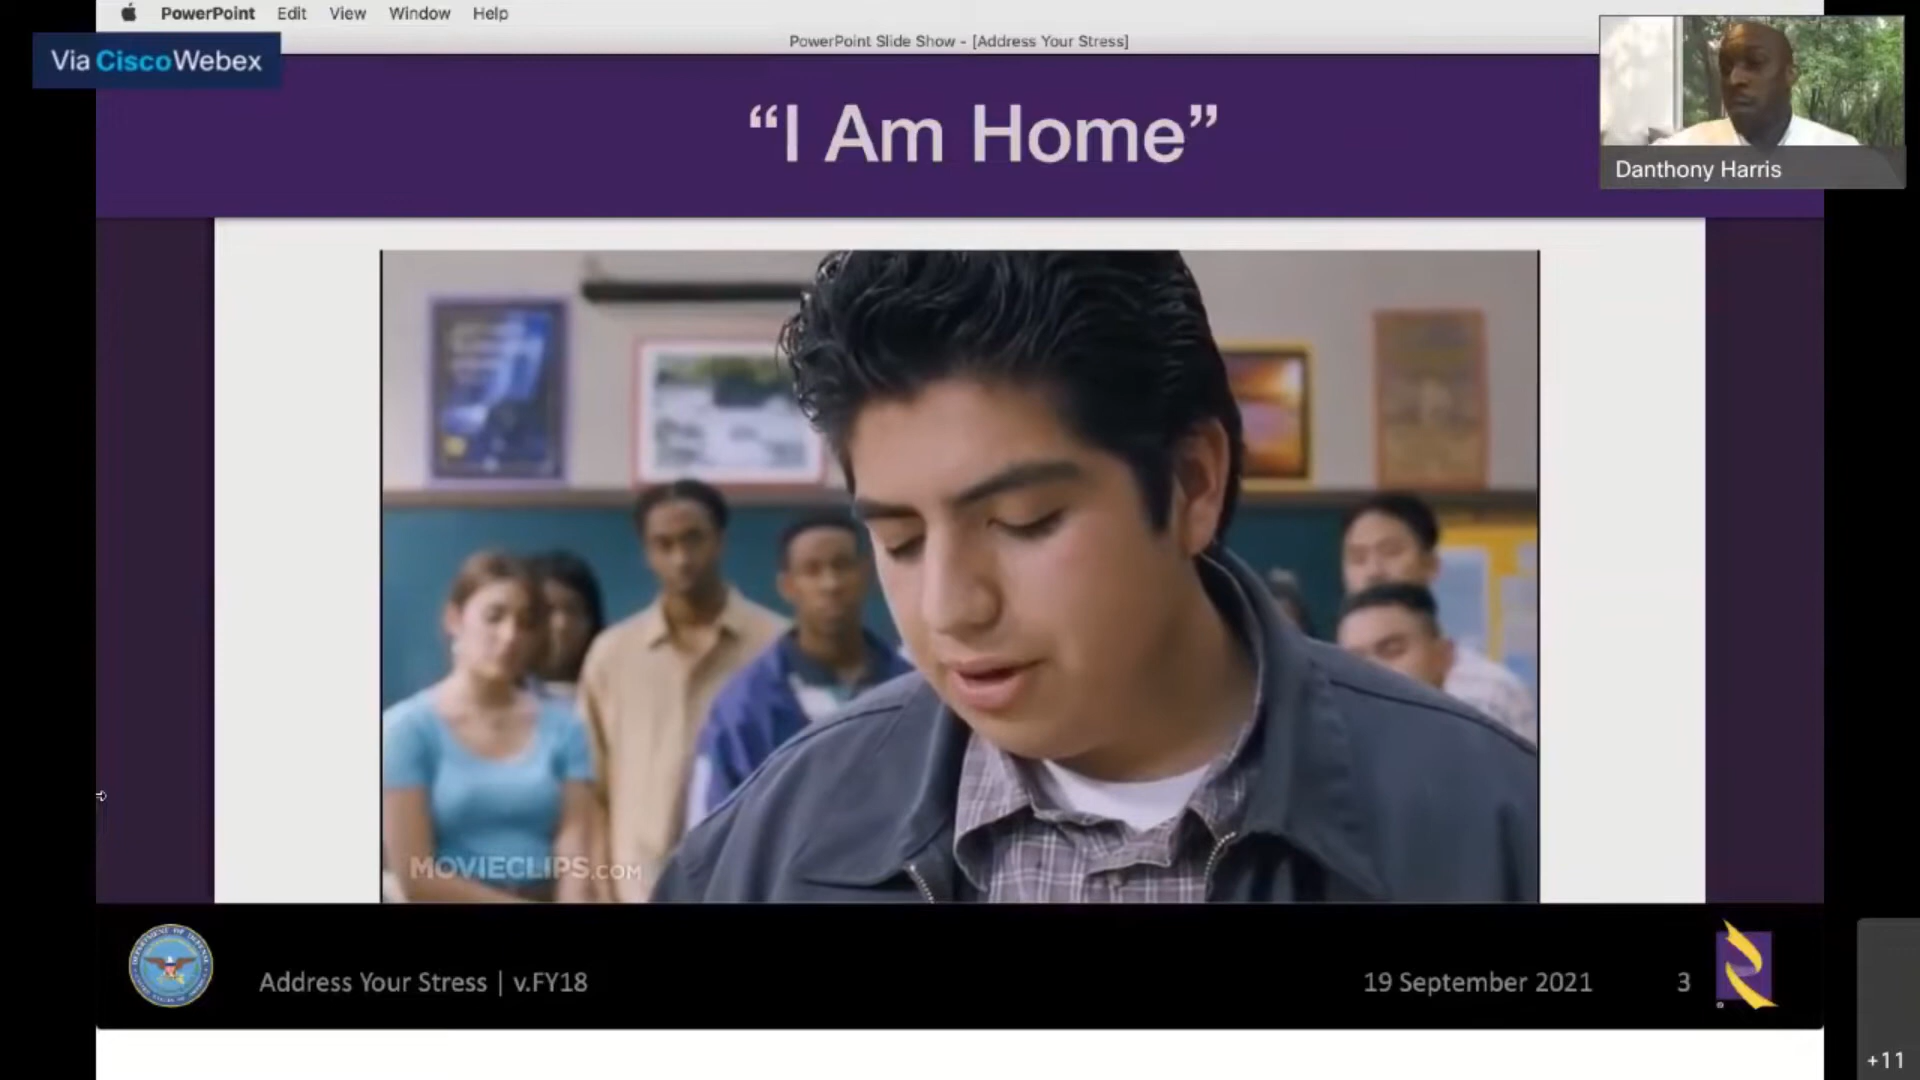 PowerPoint Edit View Window Help
PowerPoint Slide Show - [Address Your Stress]
Via CiscoWebex
“I Am Home”
Danthony Harris
MOVIECLIPS.COM
Address Your Stress | v.FY18
19 September 2021
3
+11